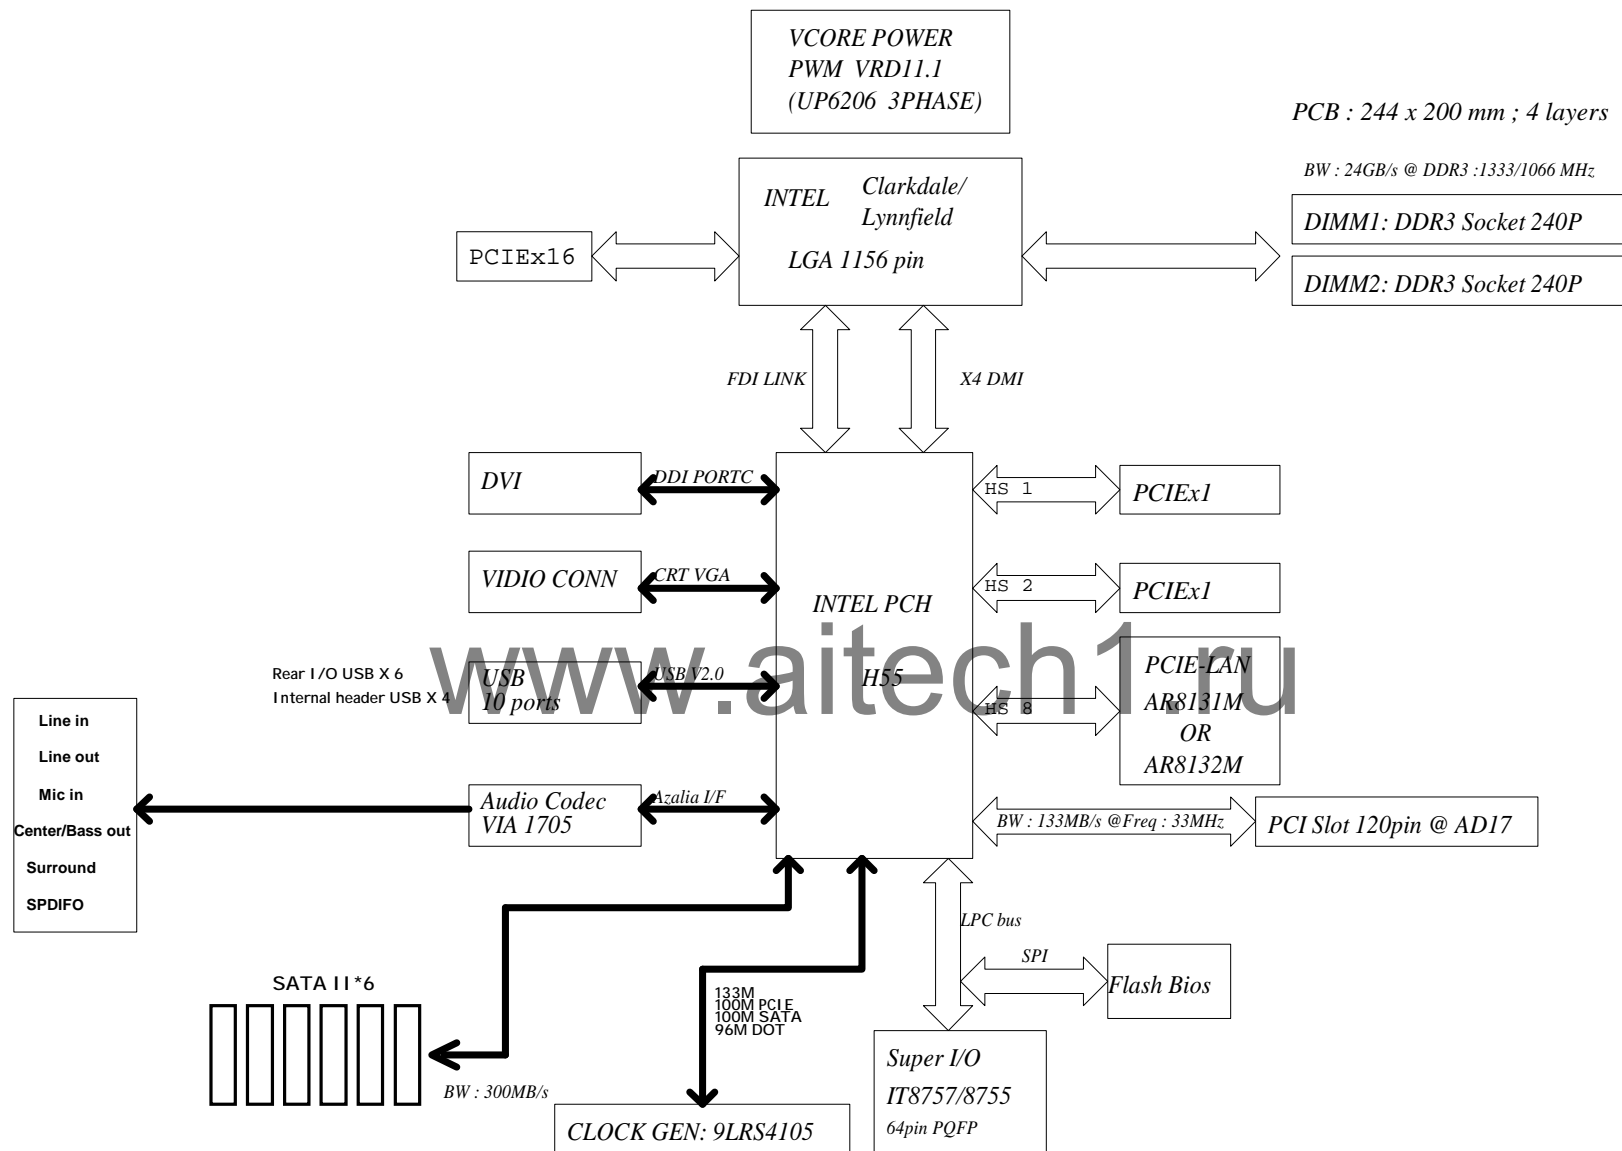 VCORE POWER
PWM VRD11.1
(UP6206 3PHASE)
PCB : 244 x 200 mm ; 4 layers
BW : 24GB/s @ DDR3 :1333/1066 MHz
INTEL Clarkdale/
Lynnfield
LGA 1156 pin
PCIEx16
DIMM1: DDR3 Socket 240P
DIMM2: DDR3 Socket 240P
FDI LINK
X4 DMI
DVI
DDI PORTC
HS 1
PCIEx1
VIDIO CONN
CRT VGA
HS 2
PCIEx1
INTEL PCH
H55
www.aitech1.ru
Rear I/O USB X 6
Internal header USB X 4
USB
10 ports
USB V2.0
HS 8
PCIE-LAN
AR8131M
OR
AR8132M
Line in
Line out
Mic in
Center/Bass out
Surround
SPDIFO
Audio Codec
VIA 1705
Azalia I/F
BW : 133MB/s @Freq : 33MHz
PCI Slot 120pin @ AD17
LPC bus
SPI
Flash Bios
SATA II*6
BW : 300MB/s
133M
100M PCIE
100M SATA
96M DOT
CLOCK GEN: 9LRS4105
Super I/O
IT8757/8755
64pin PQFP